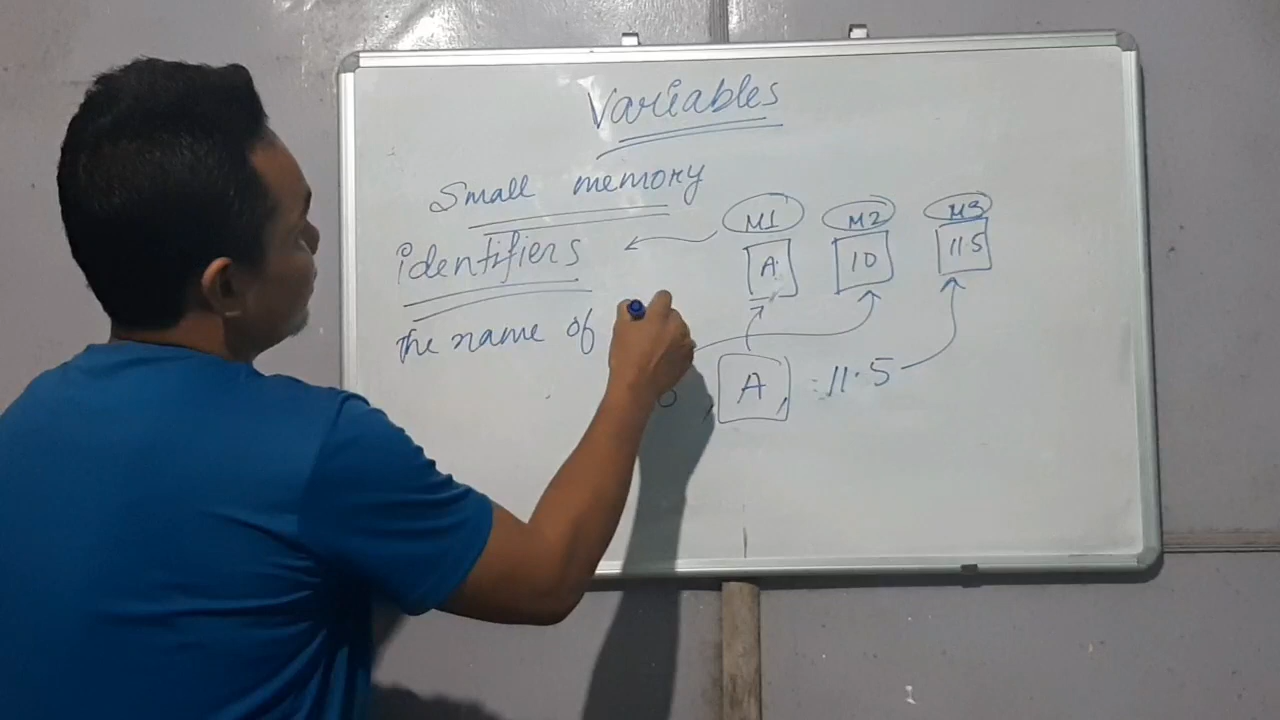 Variables
Small memory
identifiers
the name of
M1 M2 M3
A 10 11.5
A, 11.5